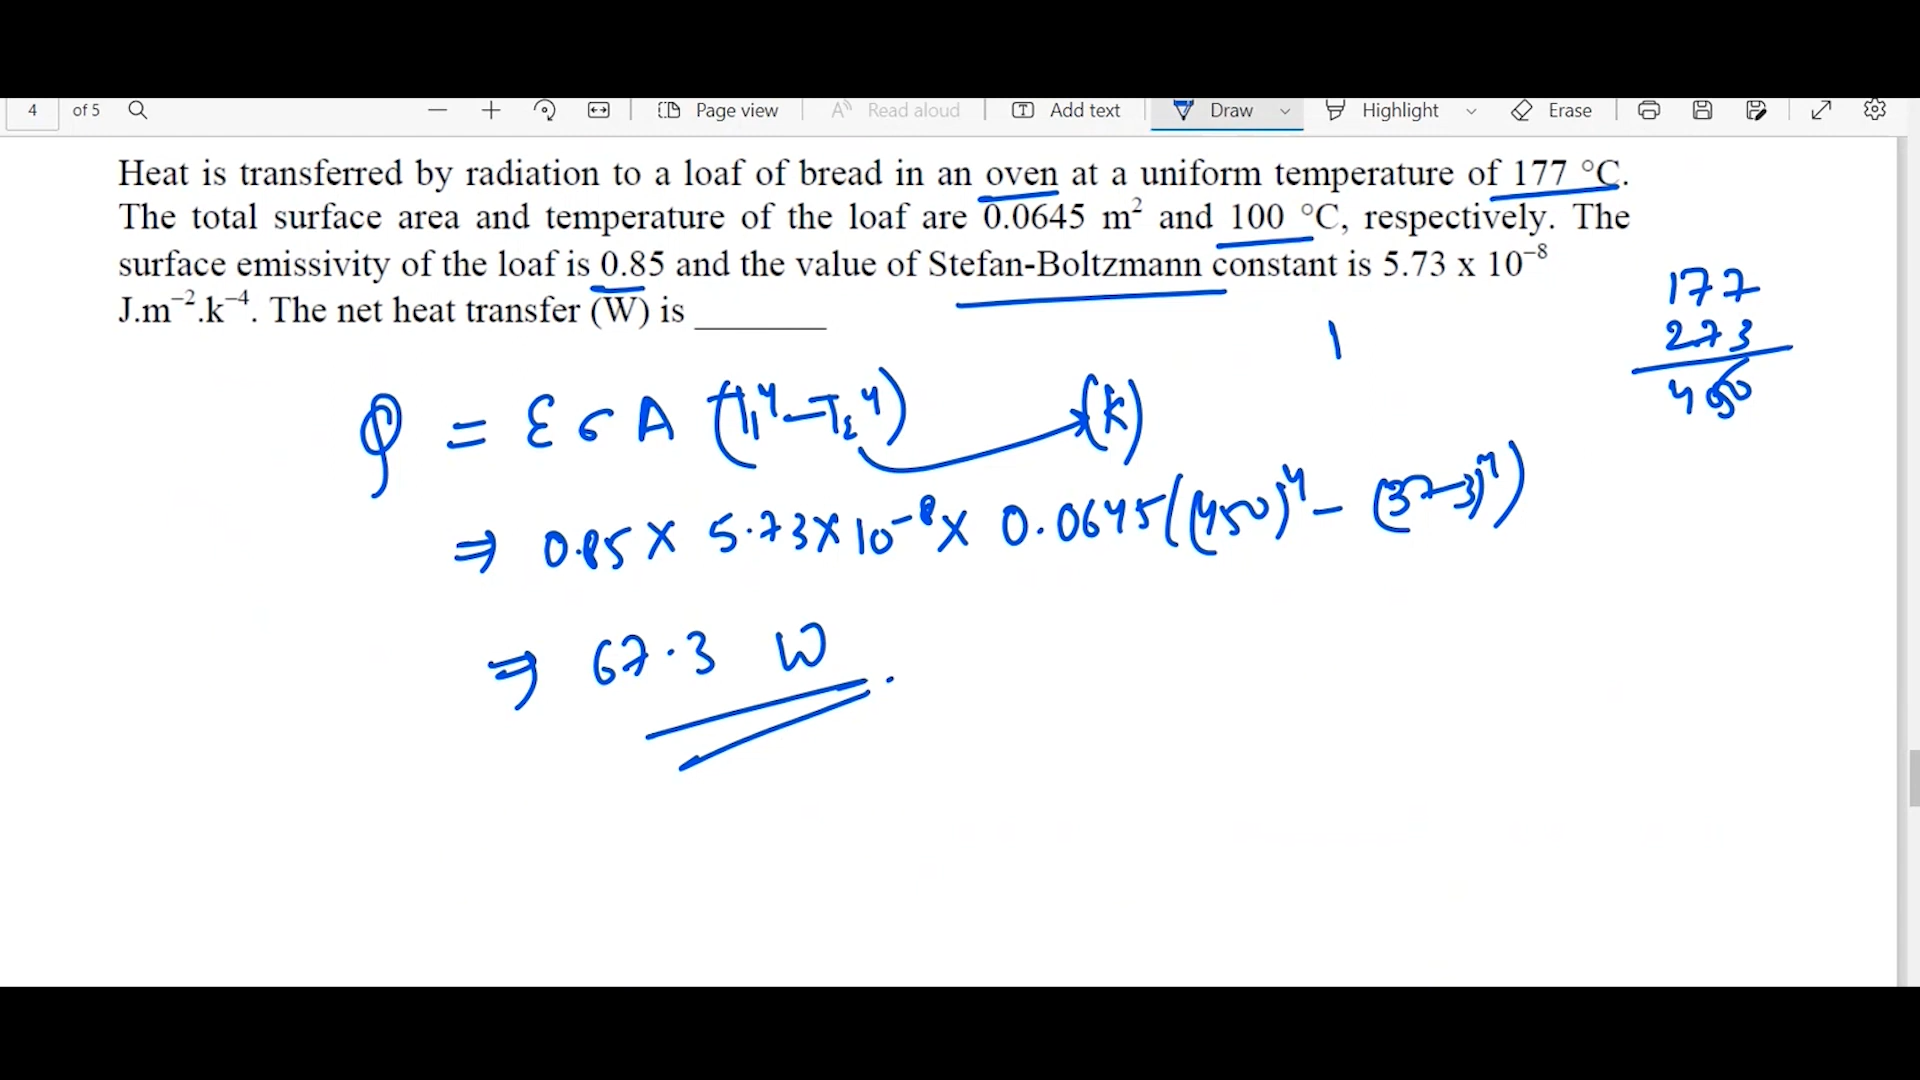 4 of 5 Page view Read aloud Add text Draw Highlight Erase
Heat is transferred by radiation to a loaf of bread in an oven at a uniform temperature of 177 °C.
The total surface area and temperature of the loaf are 0.0645 m² and 100 °C, respectively. The
surface emissivity of the loaf is 0.85 and the value of Stefan-Boltzmann constant is 5.73 x 10⁻⁸
J.m⁻².k⁻⁴. The net heat transfer (W) is ________
177
273
450
Q = ε σ A (T₁⁴ - T₂⁴) (K)
⇒ 0.85 × 5.73 × 10⁻⁸ × 0.0645 ((450)⁴ - (373)⁴)
⇒ 67.3 W